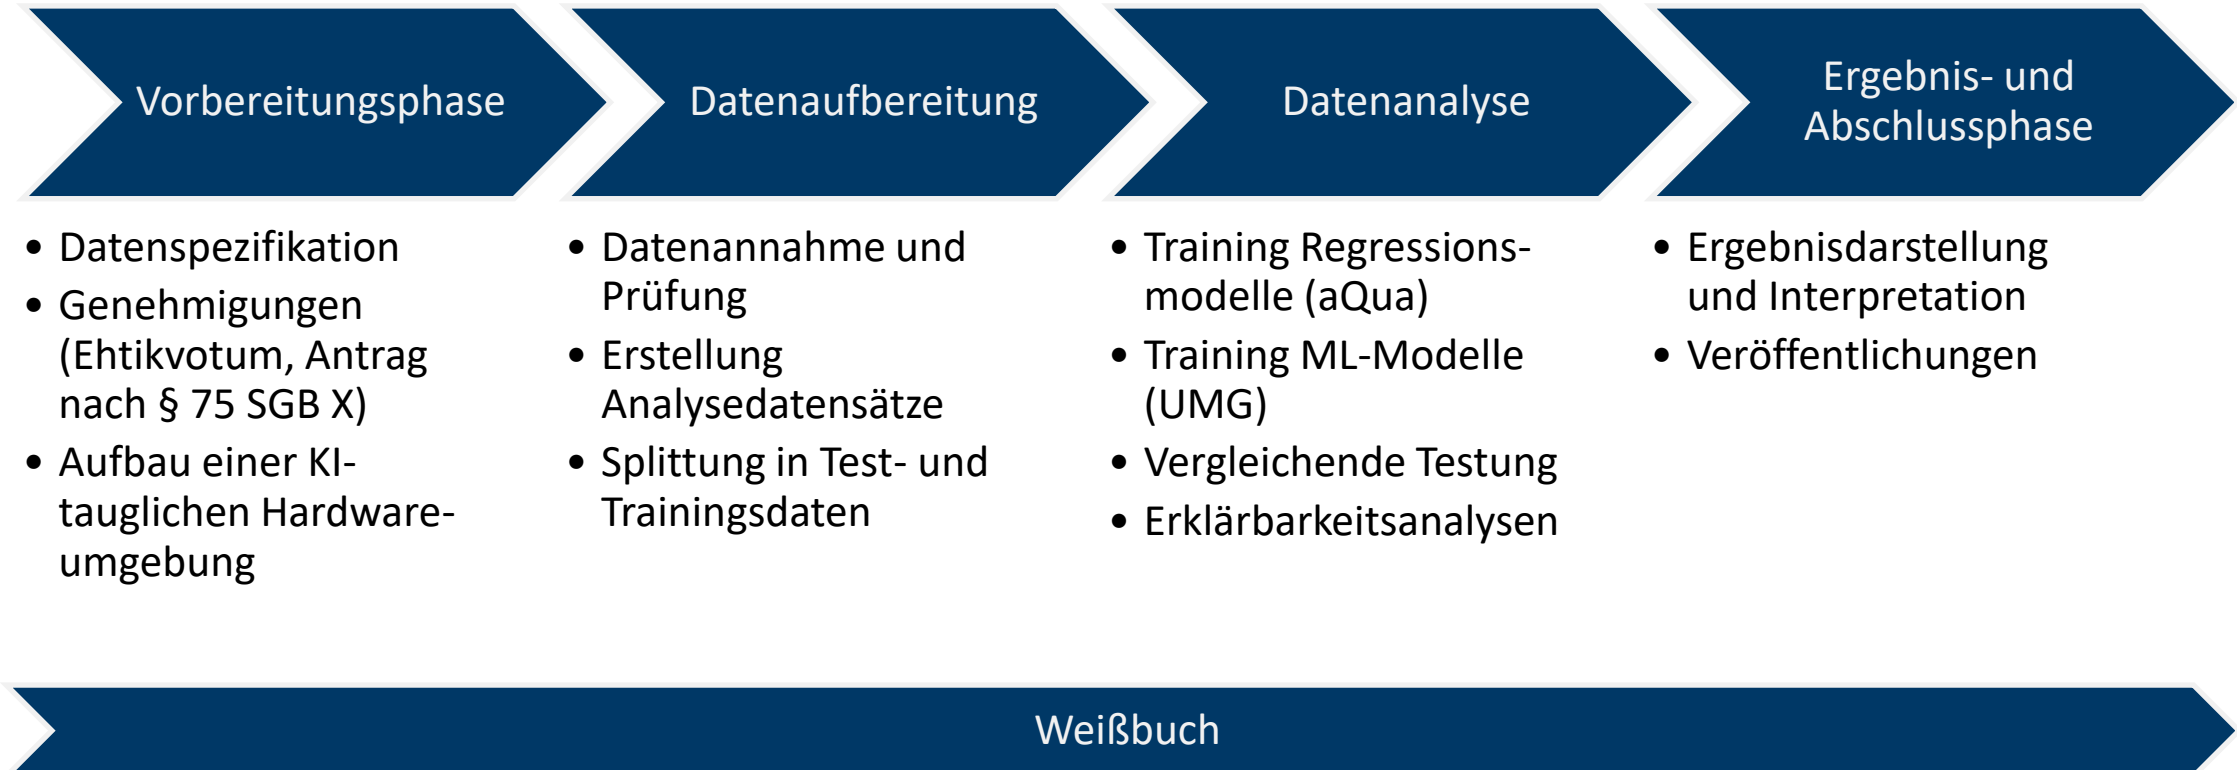 Vorbereitungsphase
• Datenspezifikation
• Genehmigungen
(Ehtikvotum, Antrag
nach § 75 SGB X)
• Aufbau einer KI-
tauglichen Hardware-
umgebung
Datenaufbereitung
• Datenannahme und
Prüfung
• Erstellung
Analysedatensätze
• Splittung in Test- und
Trainingsdaten
Datenanalyse
• Training Regressions-
modelle (aQua)
• Training ML-Modelle
(UMG)
• Vergleichende Testung
• Erklärbarkeitsanalysen
Ergebnis- und
Abschlussphase
• Ergebnisdarstellung
und Interpretation
• Veröffentlichungen
Weißbuch